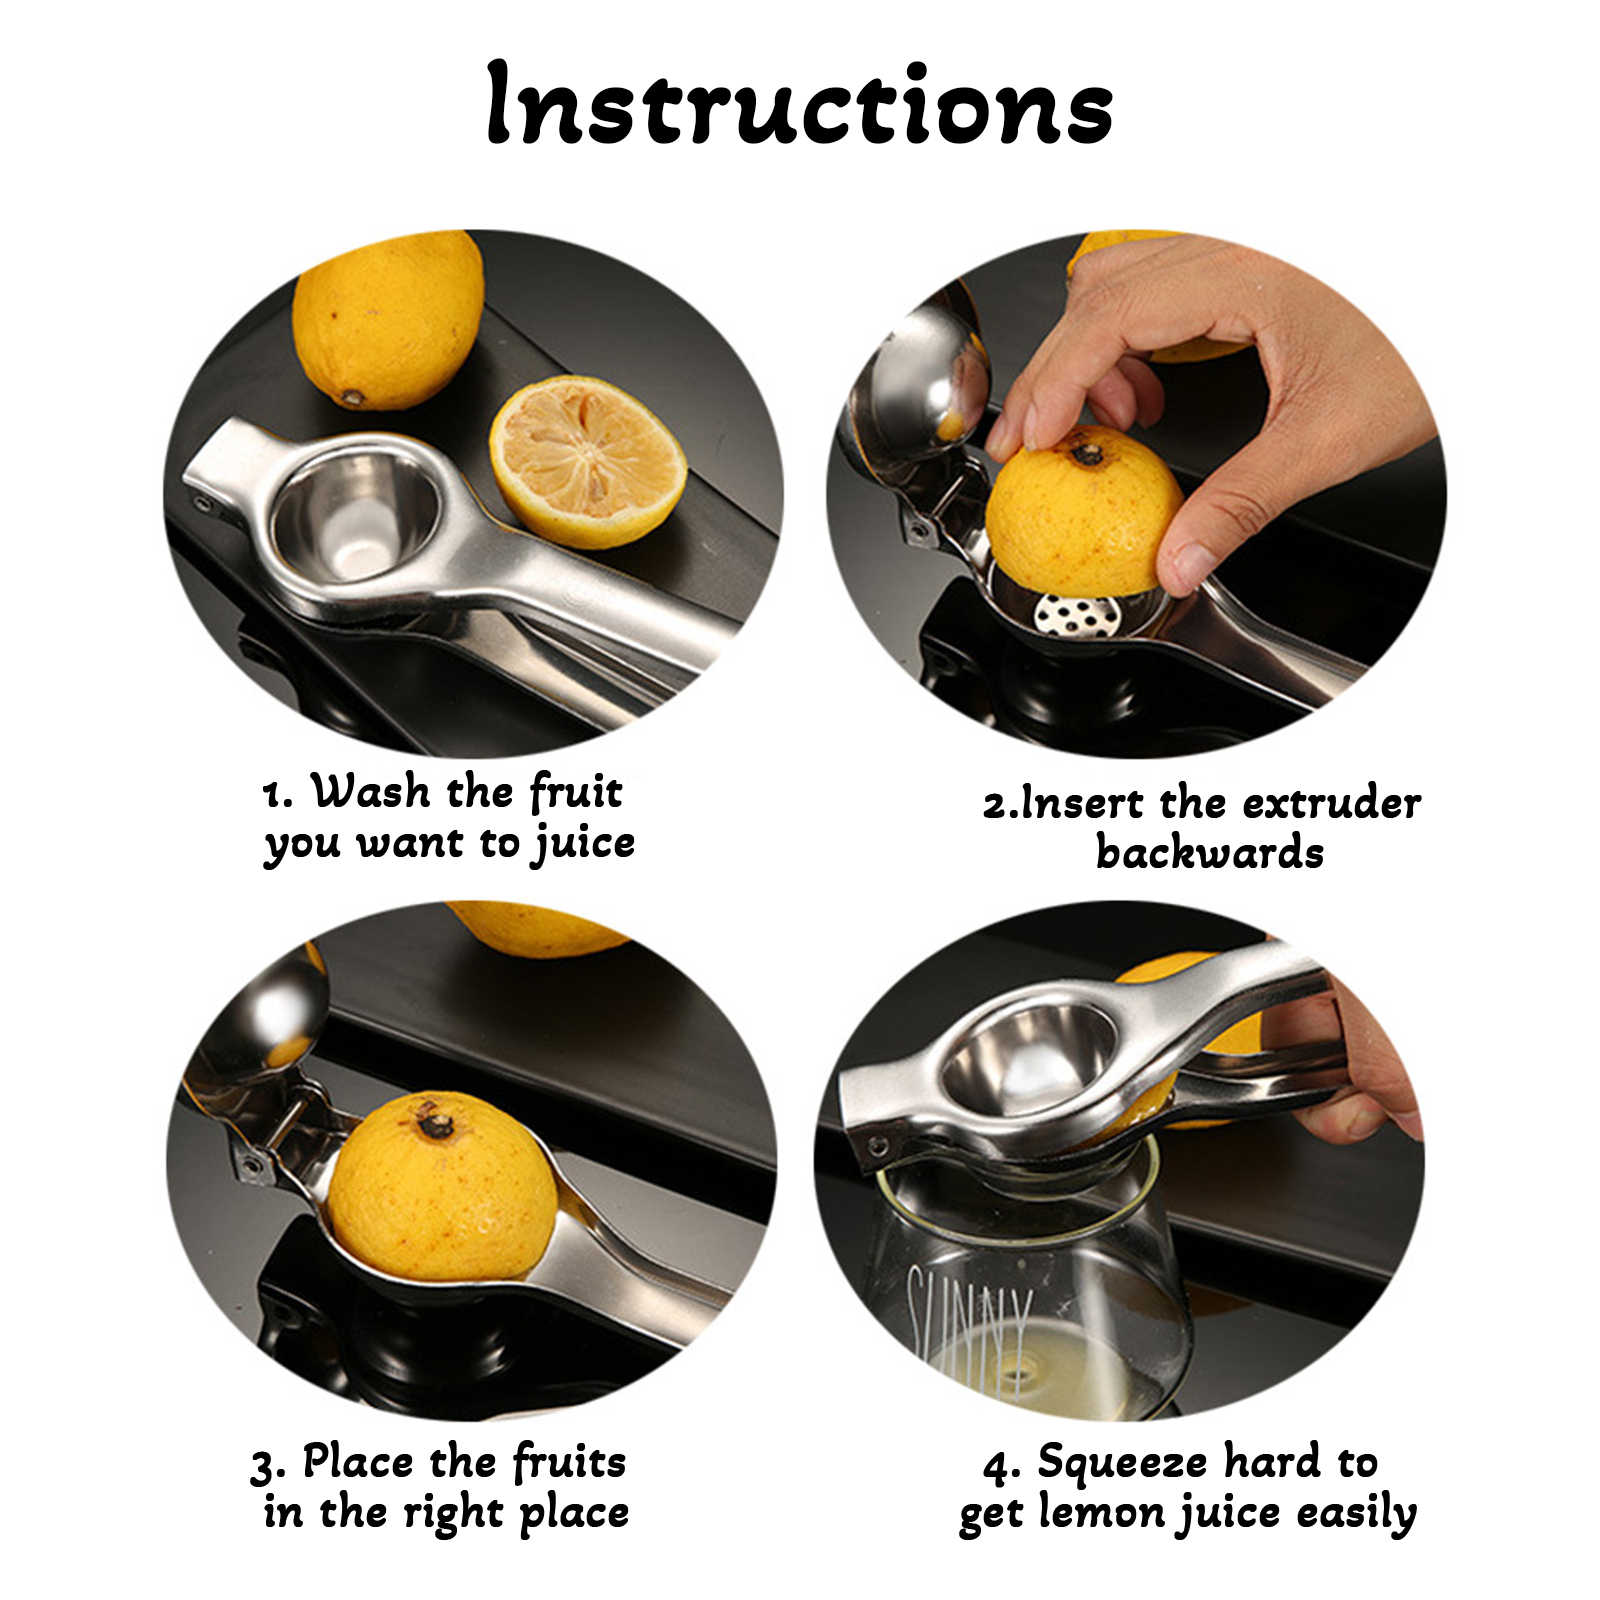 Instructions
1. Wash the fruit
you want to juice
2.Insert the extruder
backwards
3. Place the fruits
in the right place
4. Squeeze hard to
get lemon juice easily
SUNNY